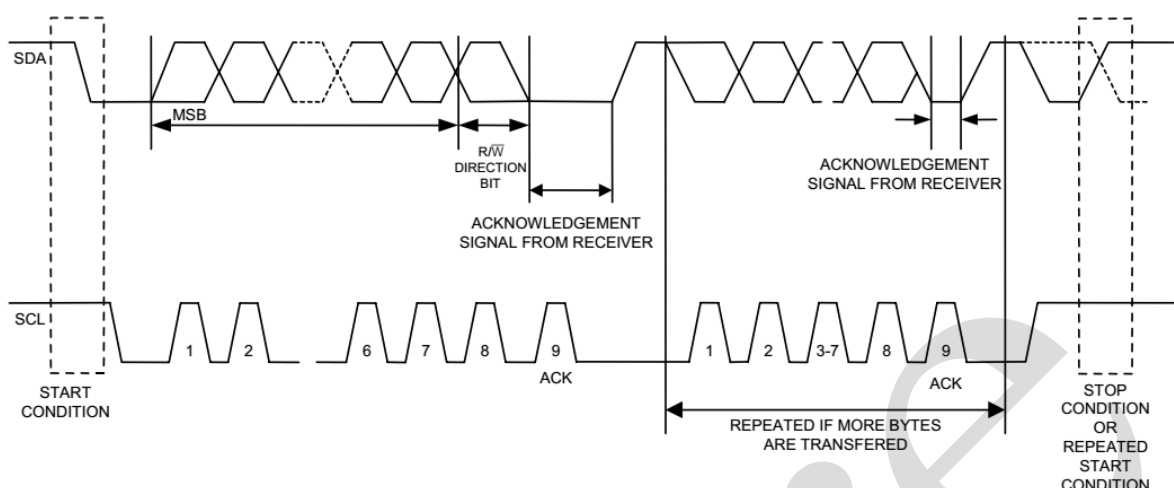 SDA
MSB
R/W̅
DIRECTION
BIT
ACKNOWLEDGEMENT
SIGNAL FROM RECEIVER
ACKNOWLEDGEMENT
SIGNAL FROM RECEIVER
SCL
1 2 6 7 8 9 1 2 3-7 8 9
ACK ACK
START
CONDITION
REPEATED IF MORE BYTES
ARE TRANSFERED
STOP
CONDITION
OR
REPEATED
START
CONDITION